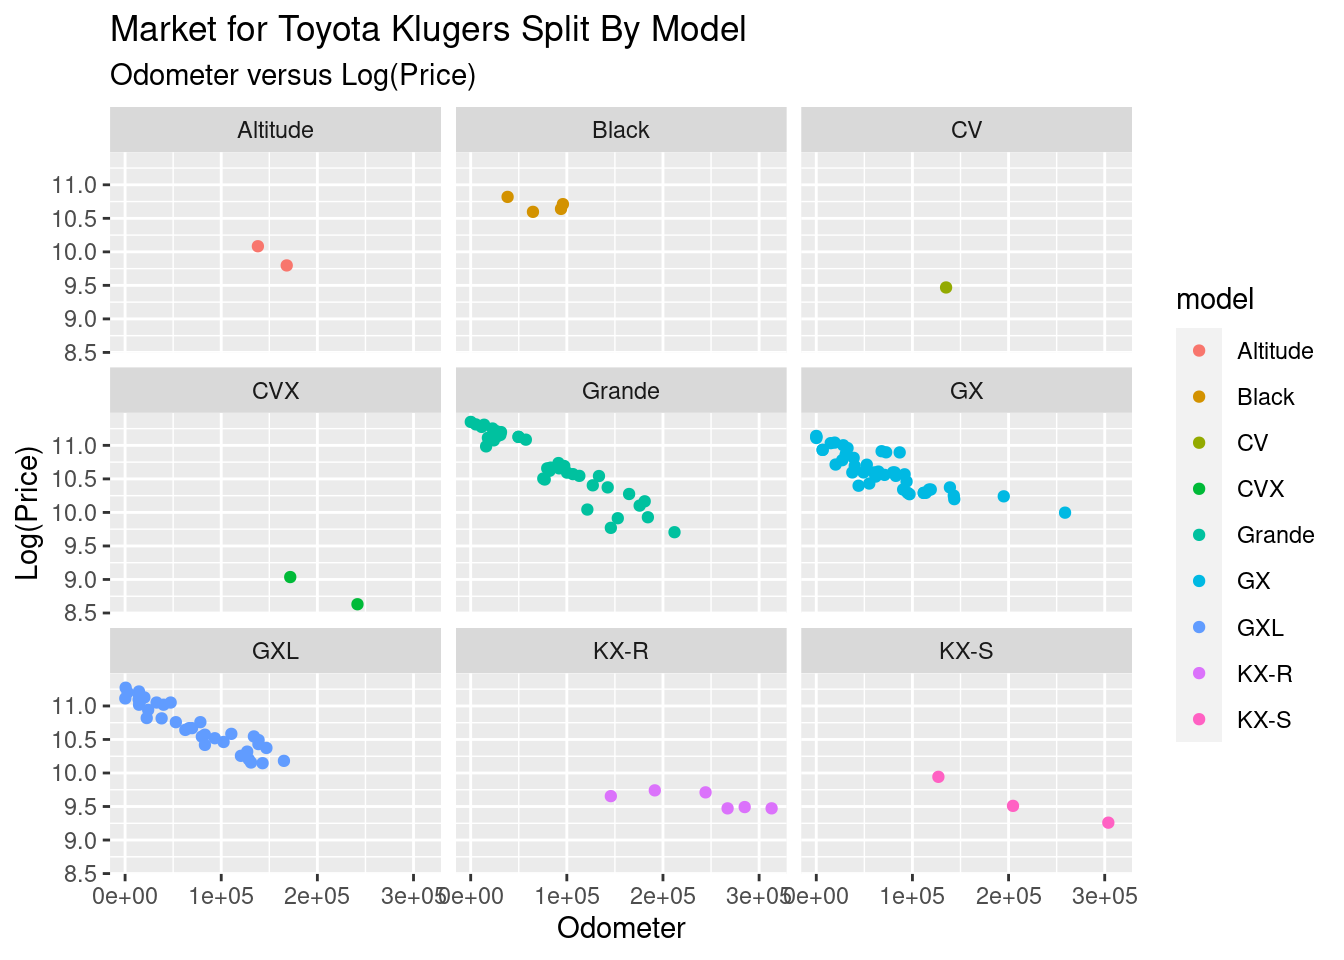 Market for Toyota Klugers Split By Model
Odometer versus Log(Price)
Altitude
Black
CV
11.0
10.5
10.0
9.5
9.0
8.5
CVX
Grande
GX
11.0
10.5
10.0
9.5
9.0
8.5
GXL
KX-R
KX-S
11.0
10.5
10.0
9.5
9.0
8.5
0e+00 1e+05 2e+05 3e+05 0e+00 1e+05 2e+05 3e+05 0e+00 1e+05 2e+05 3e+05
Odometer
Log(Price)
model
Altitude
Black
CV
CVX
Grande
GX
GXL
KX-R
KX-S